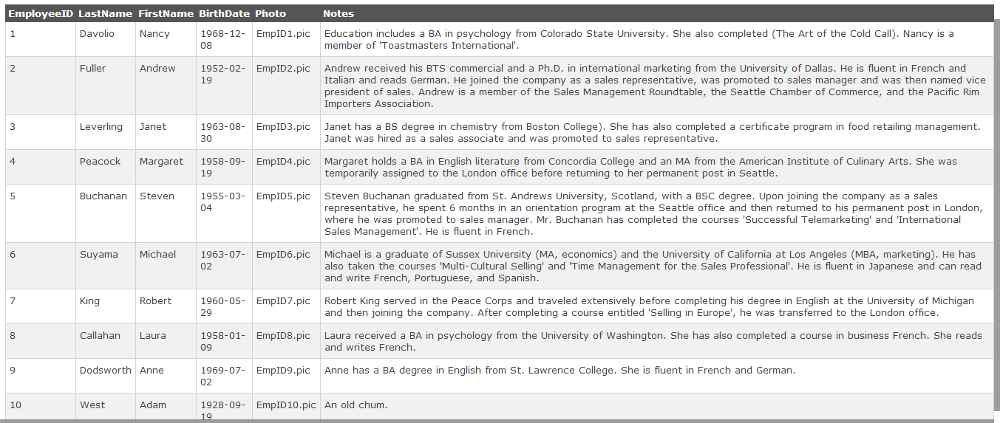 EmployeeID LastName FirstName BirthDate Photo Notes
1 Davolio Nancy 1968-12- EmpID1.pic Education includes a BA in psychology from Colorado State University. She also completed (The Art of the Cold Call). Nancy is a
08 member of 'Toastmasters International'.
2 Fuller Andrew 1952-02- EmpID2.pic Andrew received his BTS commercial and a Ph.D. in international marketing from the University of Dallas. He is fluent in French and
19 Italian and reads German. He joined the company as a sales representative, was promoted to sales manager and was then named vice
president of sales. Andrew is a member of the Sales Management Roundtable, the Seattle Chamber of Commerce, and the Pacific Rim
Importers Association.
3 Leverling Janet 1963-08- EmpID3.pic Janet has a BS degree in chemistry from Boston College). She has also completed a certificate program in food retailing management.
30 Janet was hired as a sales associate and was promoted to sales representative.
4 Peacock Margaret 1958-09- EmpID4.pic Margaret holds a BA in English literature from Concordia College and an MA from the American Institute of Culinary Arts. She was
19 temporarily assigned to the London office before returning to her permanent post in Seattle.
5 Buchanan Steven 1955-03- EmpID5.pic Steven Buchanan graduated from St. Andrews University, Scotland, with a BSC degree. Upon joining the company as a sales
04 representative, he spent 6 months in an orientation program at the Seattle office and then returned to his permanent post in London,
where he was promoted to sales manager. Mr. Buchanan has completed the courses 'Successful Telemarketing' and 'International
Sales Management'. He is fluent in French.
6 Suyama Michael 1963-07- EmpID6.pic Michael is a graduate of Sussex University (MA, economics) and the University of California at Los Angeles (MBA, marketing). He has
02 also taken the courses 'Multi-Cultural Selling' and 'Time Management for the Sales Professional'. He is fluent in Japanese and can read
and write French, Portuguese, and Spanish.
7 King Robert 1960-05- EmpID7.pic Robert King served in the Peace Corps and traveled extensively before completing his degree in English at the University of Michigan
29 and then joining the company. After completing a course entitled 'Selling in Europe', he was transferred to the London office.
8 Callahan Laura 1958-01- EmpID8.pic Laura received a BA in psychology from the University of Washington. She has also completed a course in business French. She reads
09 and writes French.
9 Dodsworth Anne 1969-07- EmpID9.pic Anne has a BA degree in English from St. Lawrence College. She is fluent in French and German.
02
10 West Adam 1928-09- EmpID10.pic An old chum.
19